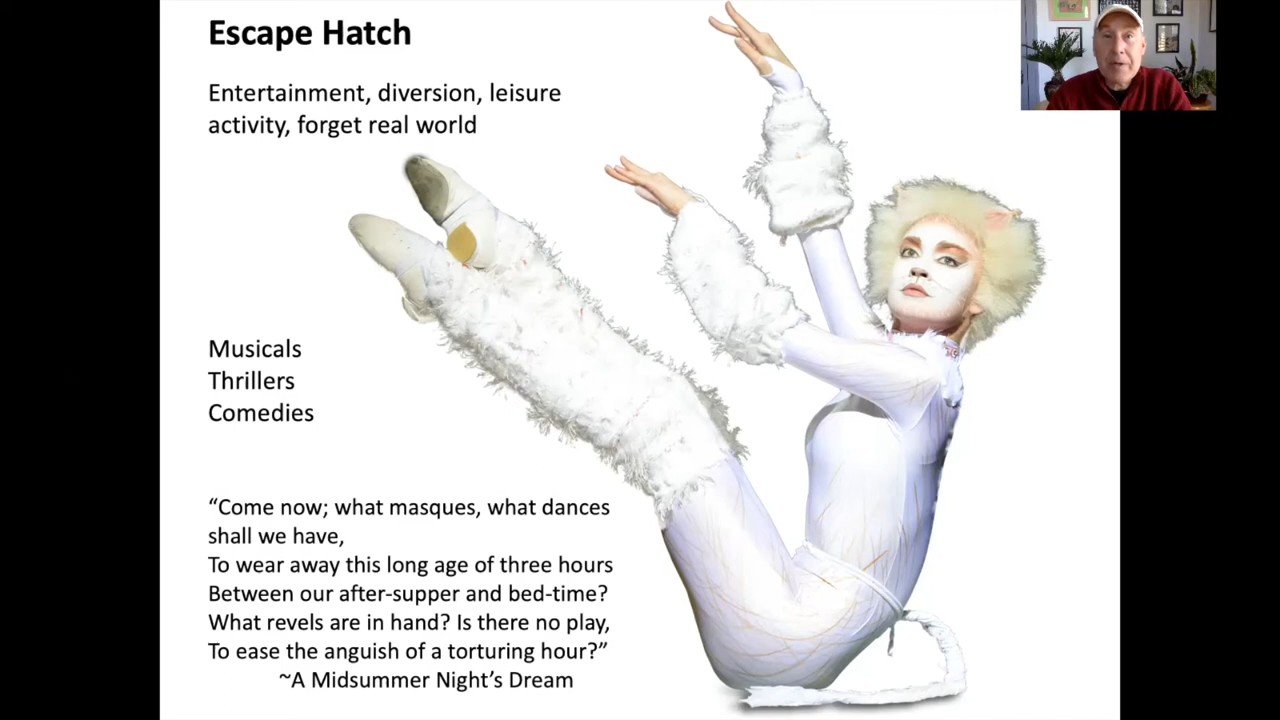 Escape Hatch
Entertainment, diversion, leisure
activity, forget real world
Musicals
Thrillers
Comedies
“Come now; what masques, what dances
shall we have,
To wear away this long age of three hours
Between our after-supper and bed-time?
What revels are in hand? Is there no play,
To ease the anguish of a torturing hour?”
~A Midsummer Night’s Dream